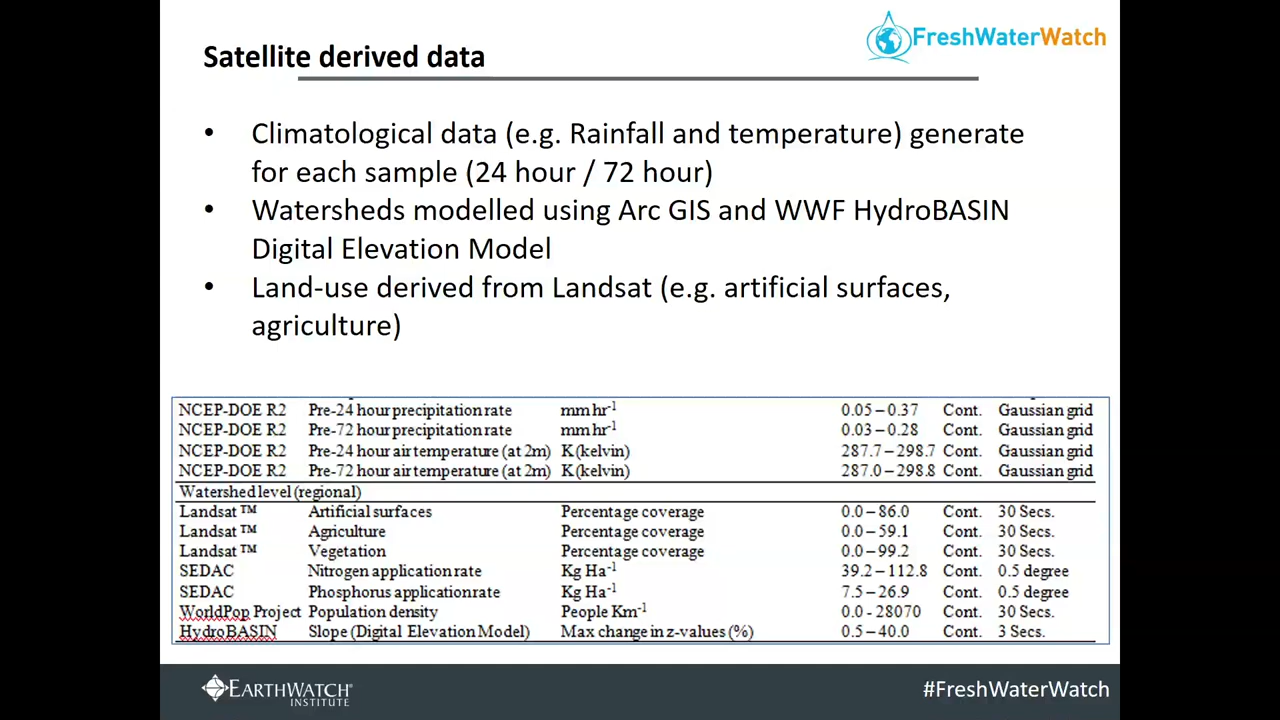 FreshWaterWatch
Satellite derived data
• Climatological data (e.g. Rainfall and temperature) generate
for each sample (24 hour / 72 hour)
• Watersheds modelled using Arc GIS and WWF HydroBASIN
Digital Elevation Model
• Land-use derived from Landsat (e.g. artificial surfaces,
agriculture)
NCEP-DOE R2 Pre-24 hour precipitation rate mm hr⁻¹ 0.05 – 0.37 Cont. Gaussian grid
NCEP-DOE R2 Pre-72 hour precipitation rate mm hr⁻¹ 0.03 – 0.28 Cont. Gaussian grid
NCEP-DOE R2 Pre-24 hour air temperature (at 2m) K (kelvin) 287.7 – 298.7 Cont. Gaussian grid
NCEP-DOE R2 Pre-72 hour air temperature (at 2m) K (kelvin) 287.0 – 298.8 Cont. Gaussian grid
Watershed level (regional)
Landsat ™ Artificial surfaces Percentage coverage 0.0 – 86.0 Cont. 30 Secs.
Landsat ™ Agriculture Percentage coverage 0.0 – 59.1 Cont. 30 Secs.
Landsat ™ Vegetation Percentage coverage 0.0 – 99.2 Cont. 30 Secs.
SEDAC Nitrogen application rate Kg Ha⁻¹ 39.2 – 112.8 Cont. 0.5 degree
SEDAC Phosphorus application rate Kg Ha⁻¹ 7.5 – 26.9 Cont. 0.5 degree
WorldPop Project Population density People Km⁻¹ 0.0 - 28070 Cont. 30 Secs.
HydroBASIN Slope (Digital Elevation Model) Max change in z-values (%) 0.5 – 40.0 Cont. 3 Secs.
EARTHWATCH®
INSTITUTE
#FreshWaterWatch